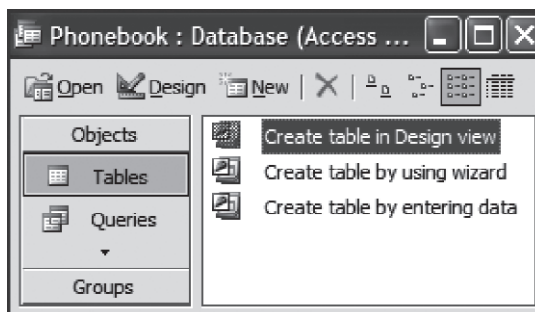 Phonebook : Database (Access ...
Open Design New
Objects
Tables
Queries
Groups
Create table in Design view
Create table by using wizard
Create table by entering data